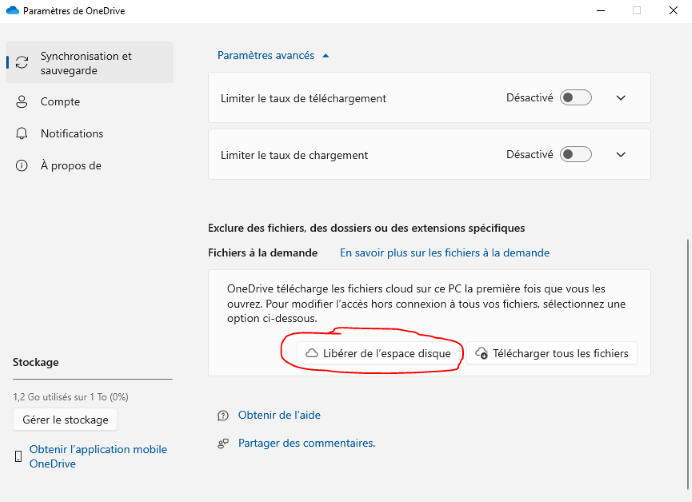 Paramètres de OneDrive
Synchronisation et
sauvegarde
Compte
Notifications
À propos de
Stockage
1,2 Go utilisés sur 1 To (0%)
Gérer le stockage
Obtenir l'application mobile
OneDrive
Paramètres avancés
Limiter le taux de téléchargement
Désactivé
Limiter le taux de chargement
Désactivé
Exclure des fichiers, des dossiers ou des extensions spécifiques
Fichiers à la demande
En savoir plus sur les fichiers à la demande
OneDrive télécharge les fichiers cloud sur ce PC la première fois que vous les
ouvrez. Pour modifier l'accès hors connexion à tous vos fichiers, sélectionnez une
option ci-dessous.
Libérer de l'espace disque
Télécharger tous les fichiers
Obtenir de l'aide
Partager des commentaires.